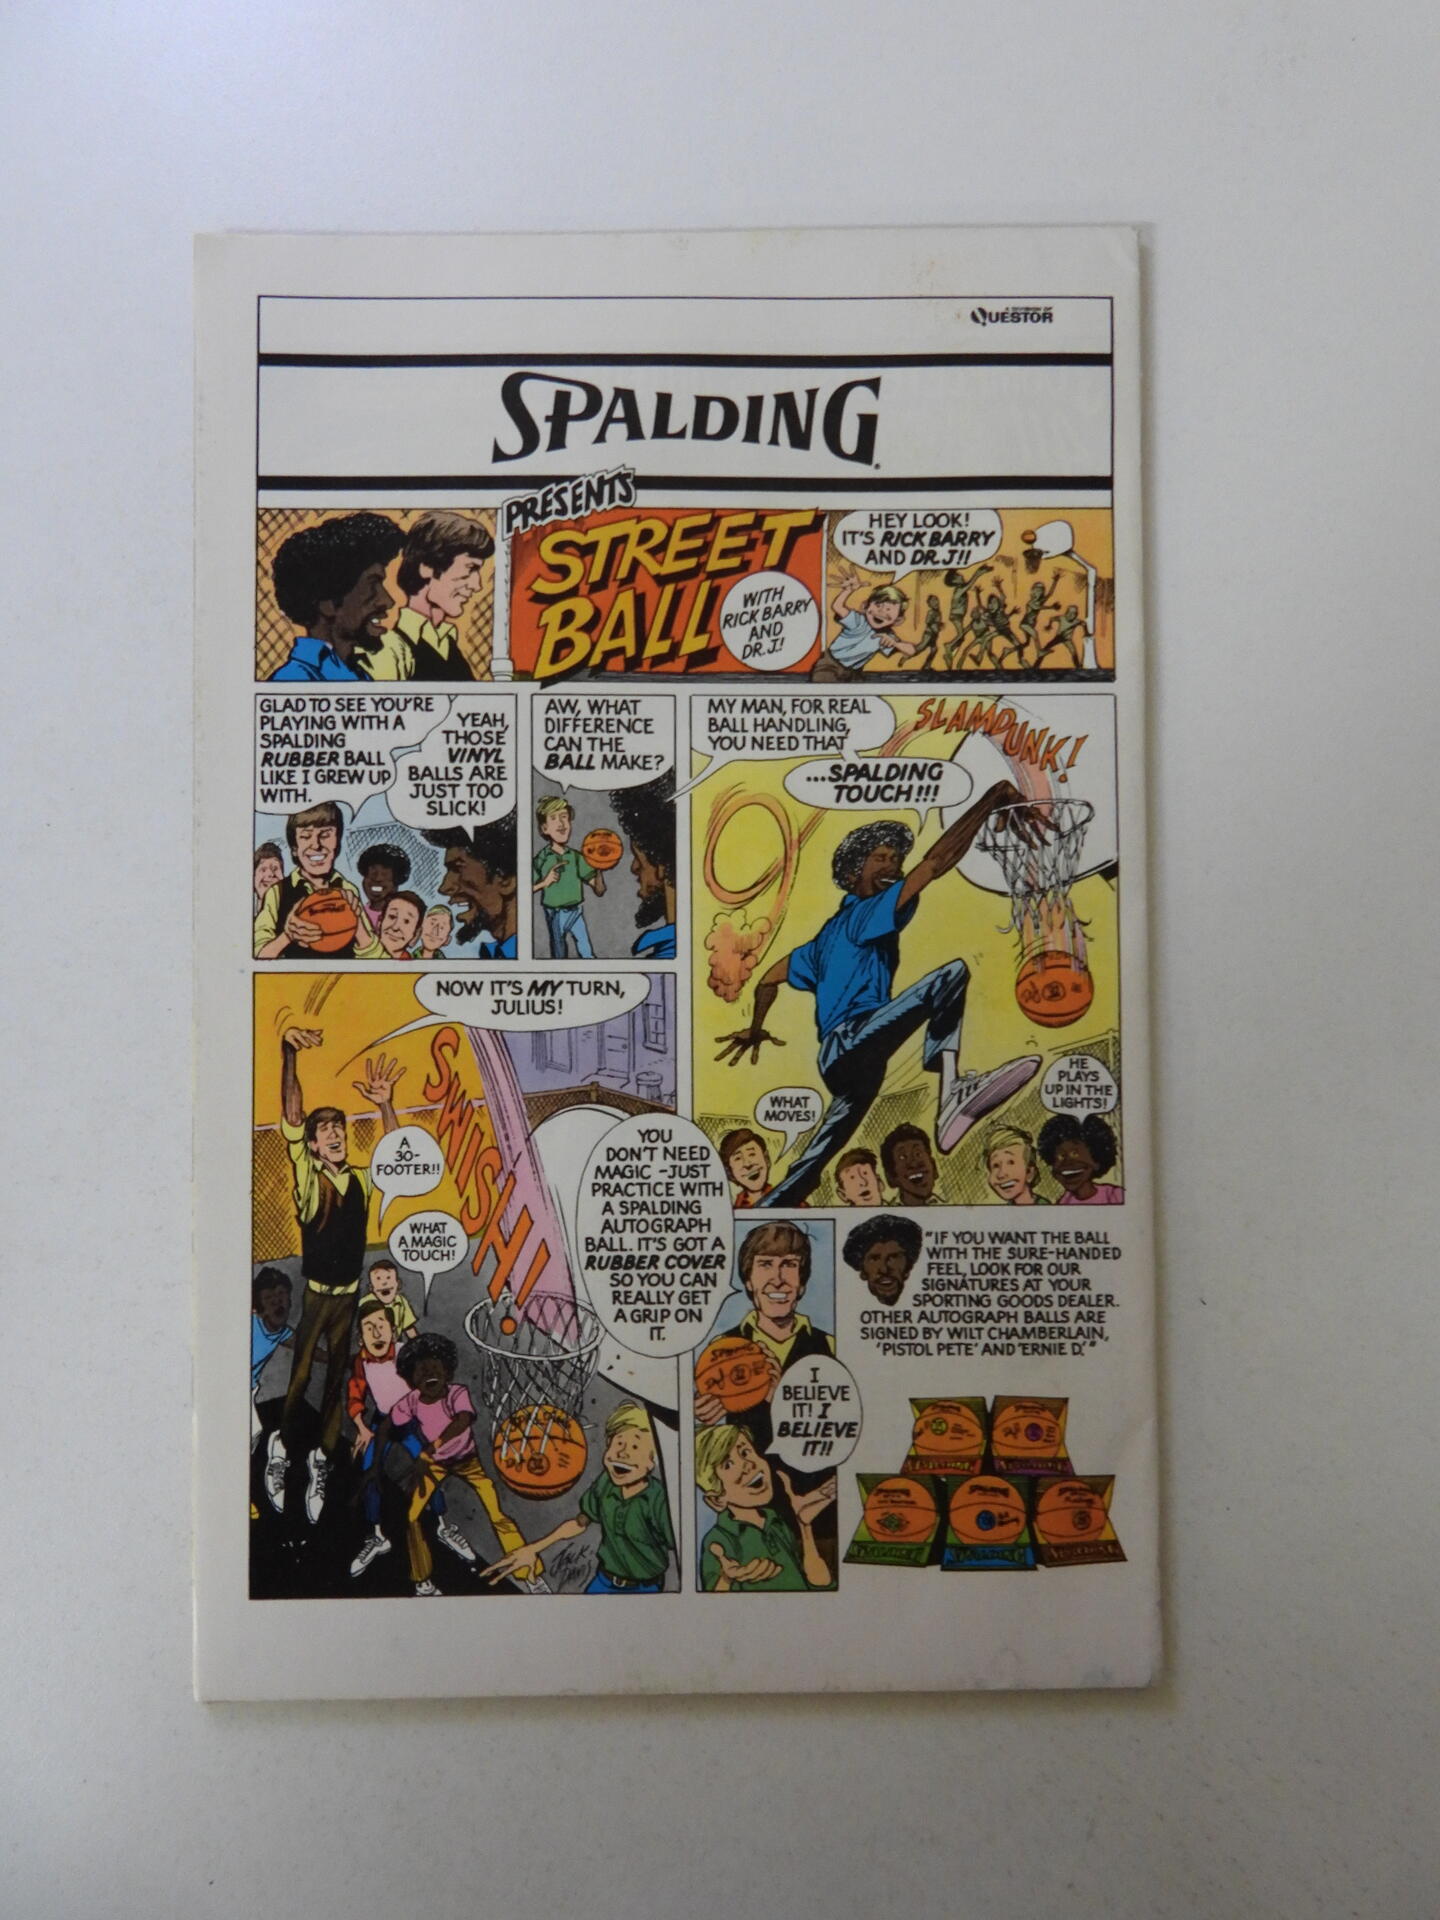 A DIVISION OF
QUESTOR
SPALDING
PRESENTS
STREET
BALL
WITH
RICK BARRY
AND
DR. J.!
HEY LOOK!
IT'S RICK BARRY
AND DR. J!!
GLAD TO SEE YOU'RE
PLAYING WITH A
SPALDING
RUBBER BALL
LIKE I GREW UP
WITH.
YEAH,
THOSE
VINYL
BALLS ARE
JUST TOO
SLICK!
AW, WHAT
DIFFERENCE
CAN THE
BALL MAKE?
MY MAN, FOR REAL
BALL HANDLING,
YOU NEED THAT
...SPALDING
TOUCH!!!
SLAMDUNK!
WHAT
MOVES!
HE
PLAYS
UP IN THE
LIGHTS!
NOW IT'S MY TURN,
JULIUS!
SWISH!
A
30-
FOOTER!!
WHAT
A MAGIC
TOUCH!
SPALDING
JACK
DAVIS
YOU
DON'T NEED
MAGIC -JUST
PRACTICE WITH
A SPALDING
AUTOGRAPH
BALL. IT'S GOT A
RUBBER COVER
SO YOU CAN
REALLY GET
A GRIP ON
IT.
SPALDING
I
BELIEVE
IT! I
BELIEVE
IT!!
"IF YOU WANT THE BALL
WITH THE SURE-HANDED
FEEL, LOOK FOR OUR
SIGNATURES AT YOUR
SPORTING GOODS DEALER.
OTHER AUTOGRAPH BALLS ARE
SIGNED BY WILT CHAMBERLAIN,
'PISTOL PETE' AND 'ERNIE D.'"